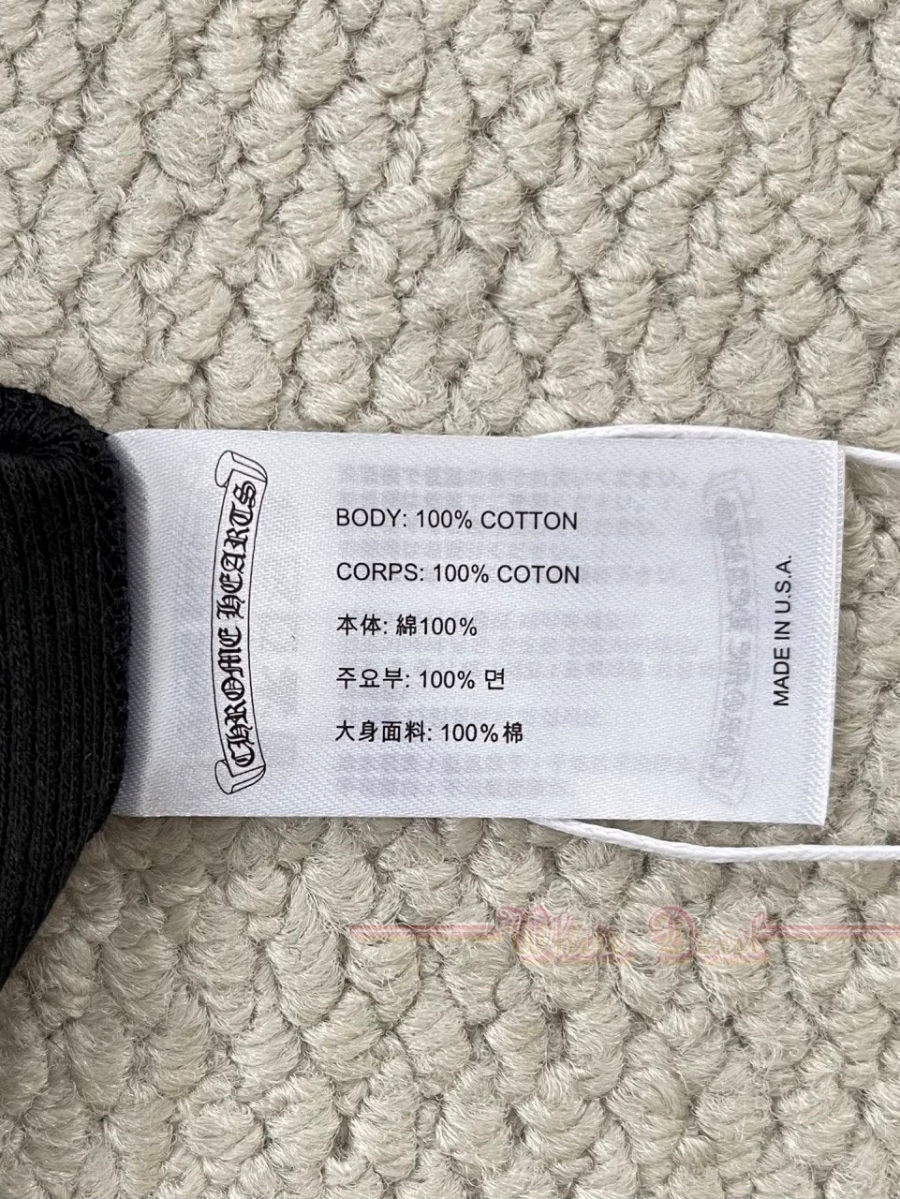 CHROME HEARTS
BODY: 100% COTTON
CORPS: 100% COTON
本体: 綿100%
주요부: 100% 면
大身面料: 100%棉
MADE IN U.S.A.